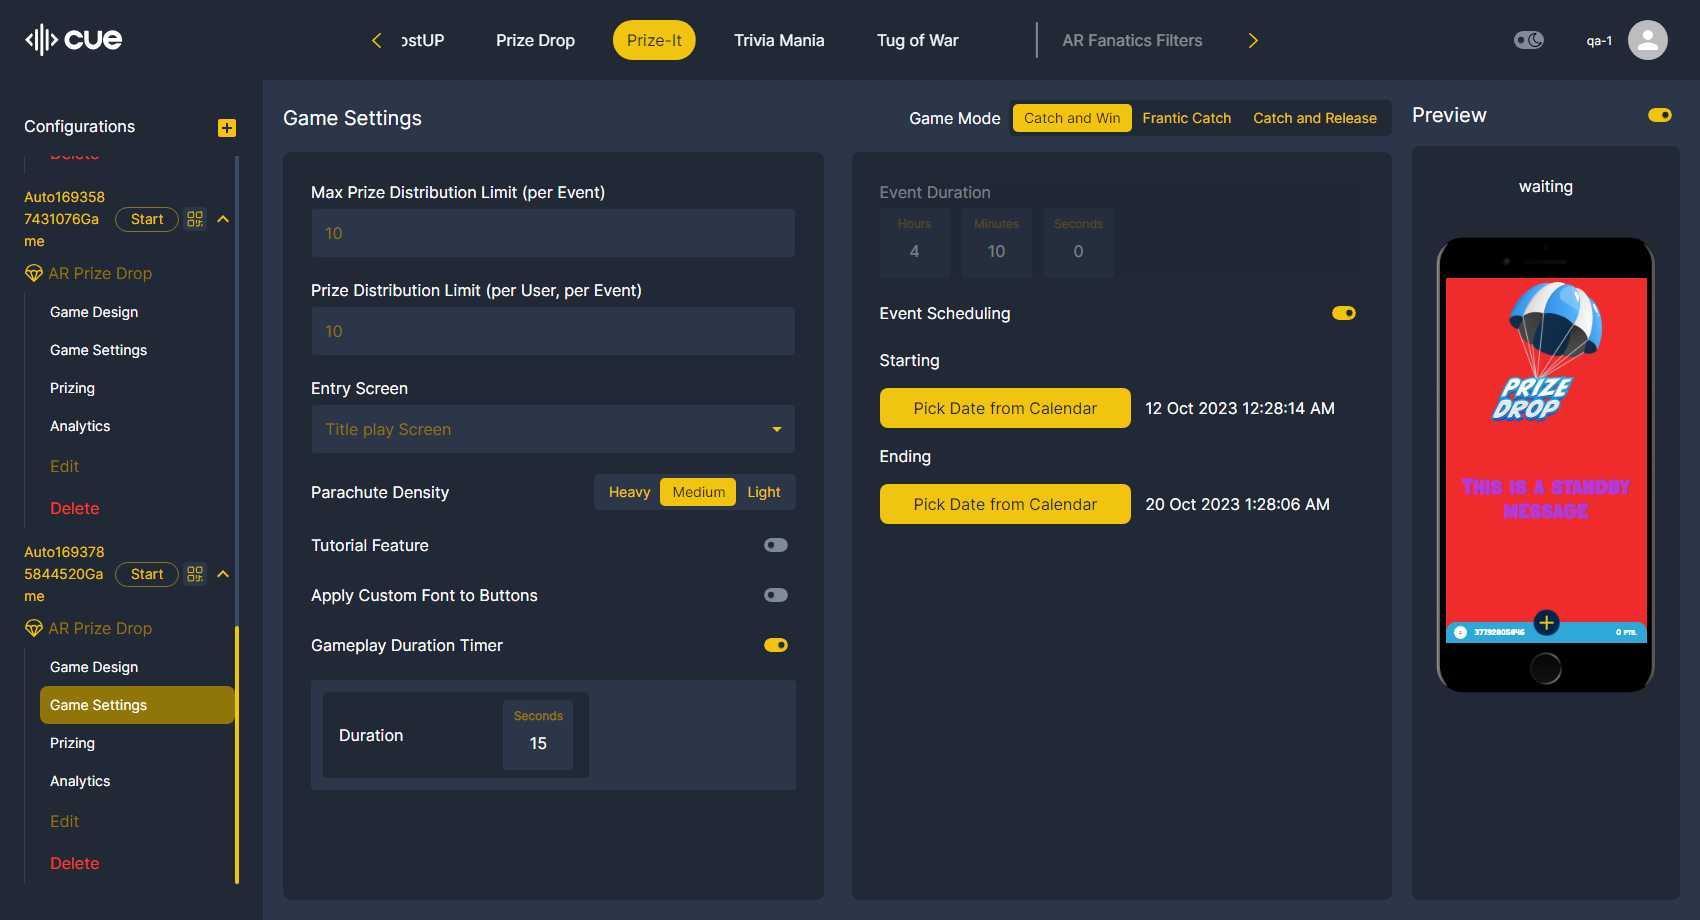 cue
ostUP
Prize Drop
Prize-It
Trivia Mania
Tug of War
AR Fanatics Filters
qa-1
Configurations
Delete
Auto169358
7431076Ga
me
Start
AR Prize Drop
Game Design
Game Settings
Prizing
Analytics
Edit
Delete
Auto169378
5844520Ga
me
Start
AR Prize Drop
Game Design
Game Settings
Prizing
Analytics
Edit
Delete
Game Settings
Game Mode
Catch and Win
Frantic Catch
Catch and Release
Max Prize Distribution Limit (per Event)
10
Prize Distribution Limit (per User, per Event)
10
Entry Screen
Title play Screen
Parachute Density
Heavy
Medium
Light
Tutorial Feature
Apply Custom Font to Buttons
Gameplay Duration Timer
Duration
Seconds
15
Event Duration
Hours
Minutes
Seconds
4
10
0
Event Scheduling
Starting
Pick Date from Calendar
12 Oct 2023 12:28:14 AM
Ending
Pick Date from Calendar
20 Oct 2023 1:28:06 AM
Preview
waiting
PRIZE
DROP
THIS IS A STANDBY
MESSAGE
37792803846
0 PTS.